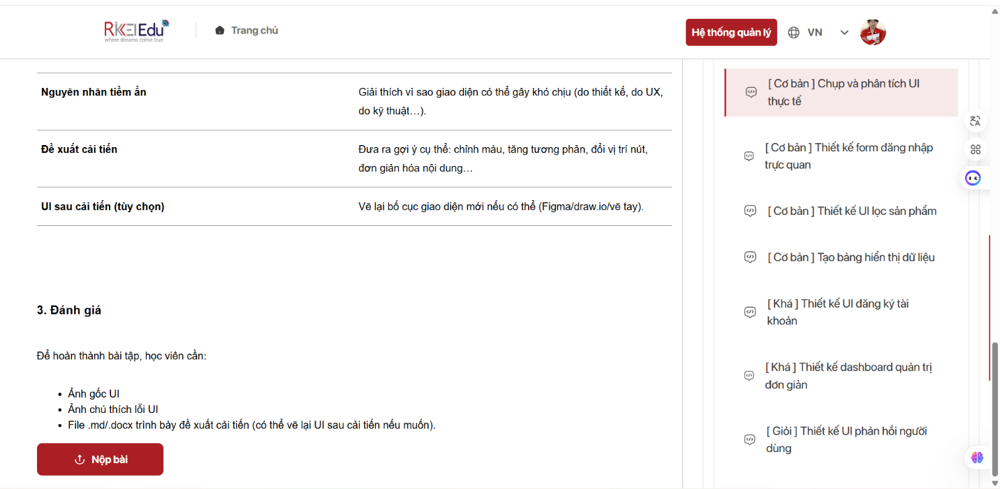 RIKKEI Edu
where dreams come true
Trang chủ
Hệ thống quản lý
VN
Nguyên nhân tiềm ẩn
Giải thích vì sao giao diện có thể gây khó chịu (do thiết kế, do UX,
do kỹ thuật…).
Đề xuất cải tiến
Đưa ra gợi ý cụ thể: chỉnh màu, tăng tương phản, đổi vị trí nút,
đơn giản hóa nội dung…
UI sau cải tiến (tùy chọn)
Vẽ lại bố cục giao diện mới nếu có thể (Figma/draw.io/vẽ tay).
3. Đánh giá
Để hoàn thành bài tập, học viên cần:
• Ảnh gốc UI
• Ảnh chú thích lỗi UI
• File .md/.docx trình bày đề xuất cải tiến (có thể vẽ lại UI sau cải tiến nếu muốn).
Nộp bài
[ Cơ bản ] Chụp và phân tích UI
thực tế
[ Cơ bản ] Thiết kế form đăng nhập
trực quan
[ Cơ bản ] Thiết kế UI lọc sản phẩm
[ Cơ bản ] Tạo bảng hiển thị dữ liệu
[ Khá ] Thiết kế UI đăng ký tài
khoản
[ Khá ] Thiết kế dashboard quản trị
đơn giản
[ Giỏi ] Thiết kế UI phản hồi người
dùng